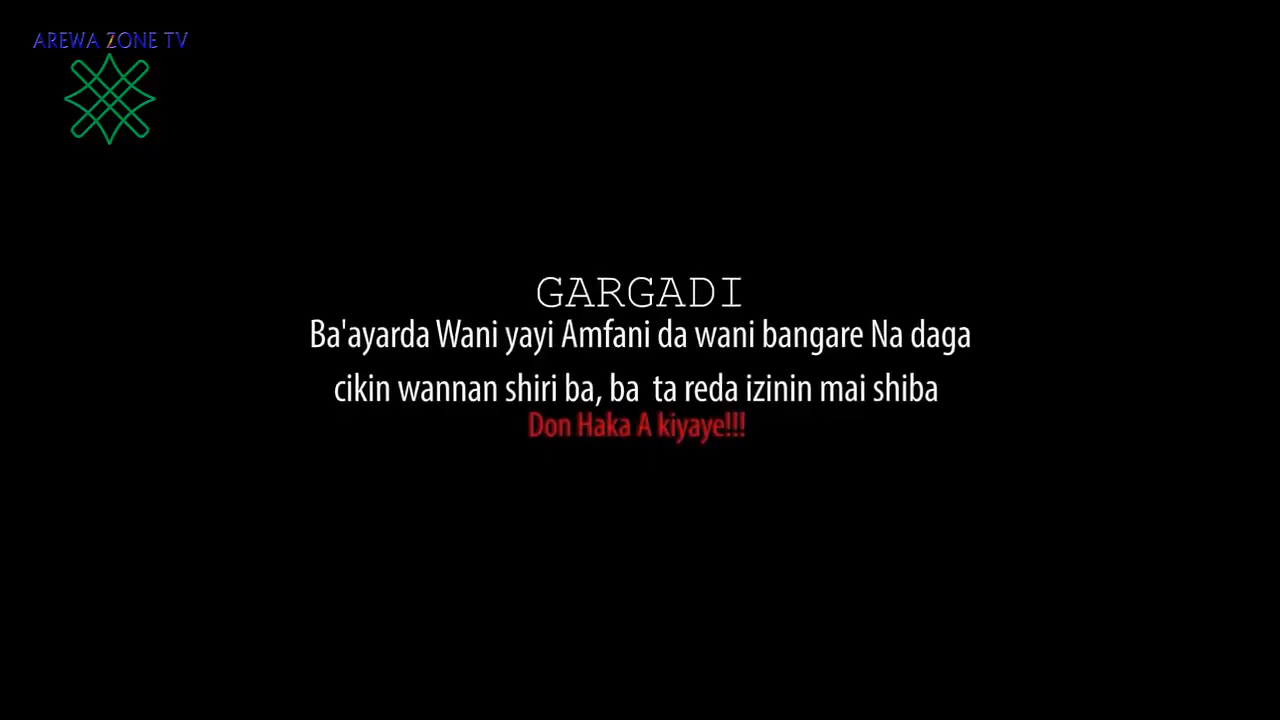 AREWA ZONE TV
GARGADI
Ba'ayarda Wani yayi Amfani da wani bangare Na daga
cikin wannan shiri ba, ba ta reda izinin mai shiba
Don Haka A kiyaye!!!